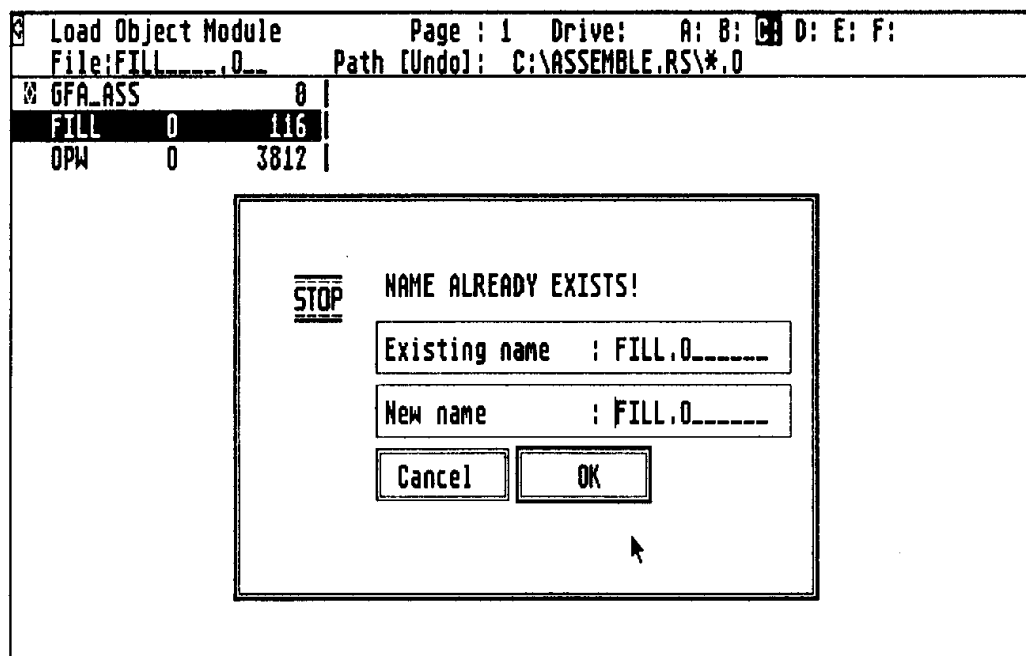 Load Object Module Page : 1 Drive: A: B: C: D: E: F:
File:FILL____.O__ Path [Undo]: C:\ASSEMBLE.RS\*.O
GFA_ASS 0
FILL O 116
OPW O 3812
STOP NAME ALREADY EXISTS!
Existing name : FILL.O______
New name : FILL.O______
Cancel OK